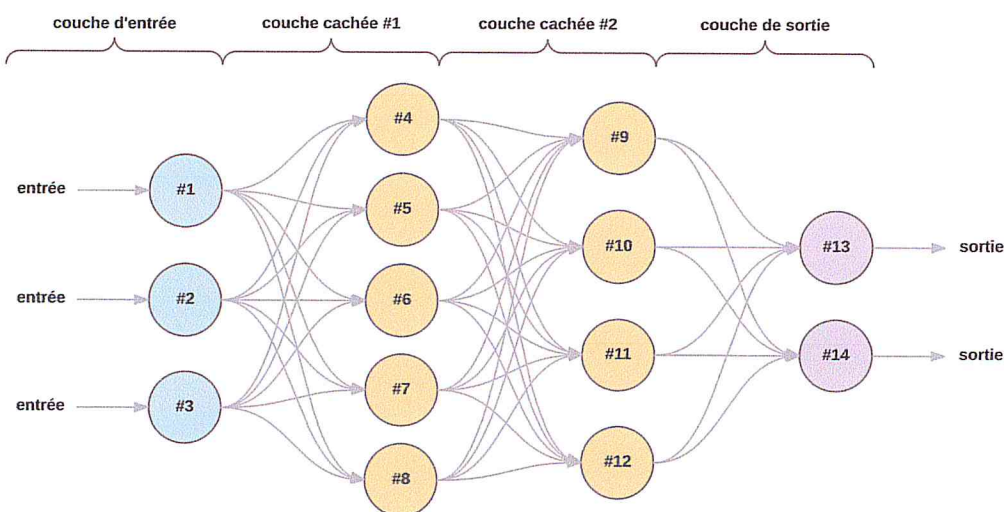 couche d'entrée
couche cachée #1
couche cachée #2
couche de sortie
#4
#9
entrée
#1
#5
#10
#13
sortie
entrée
#2
#6
entrée
#3
#7
#11
#14
sortie
#8
#12